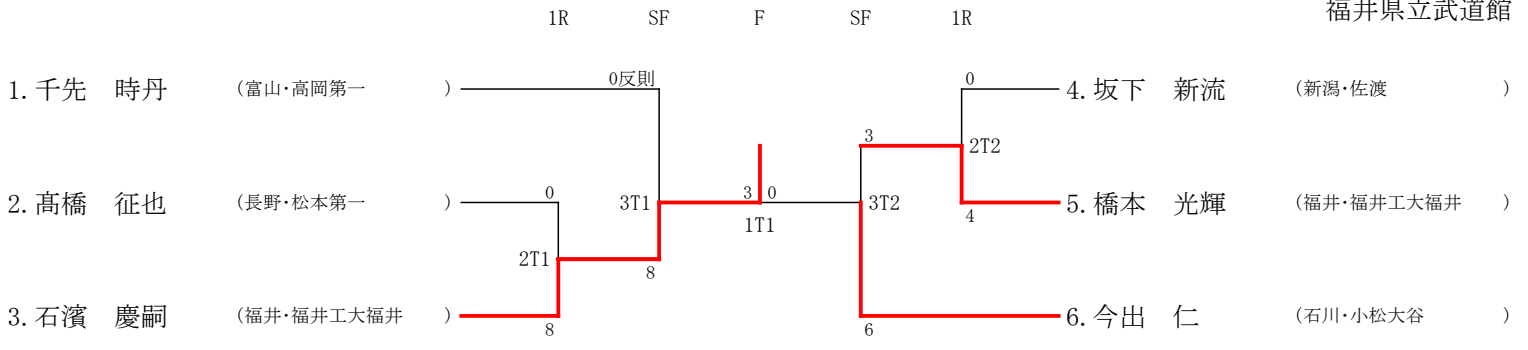 福井県立武道館
1R SF F SF 1R
1.千先 時丹 (富山・高岡第一 ) 0反則 0 4.坂下 新流 (新潟・佐渡 )
3 2T2
2.髙橋 征也 (長野・松本第一 ) 0 3T1 3 0 3T2 4 5.橋本 光輝 (福井・福井工大福井 )
1T1
2T1 8
3.石濱 慶嗣 (福井・福井工大福井 ) 8 6 6.今出 仁 (石川・小松大谷 )